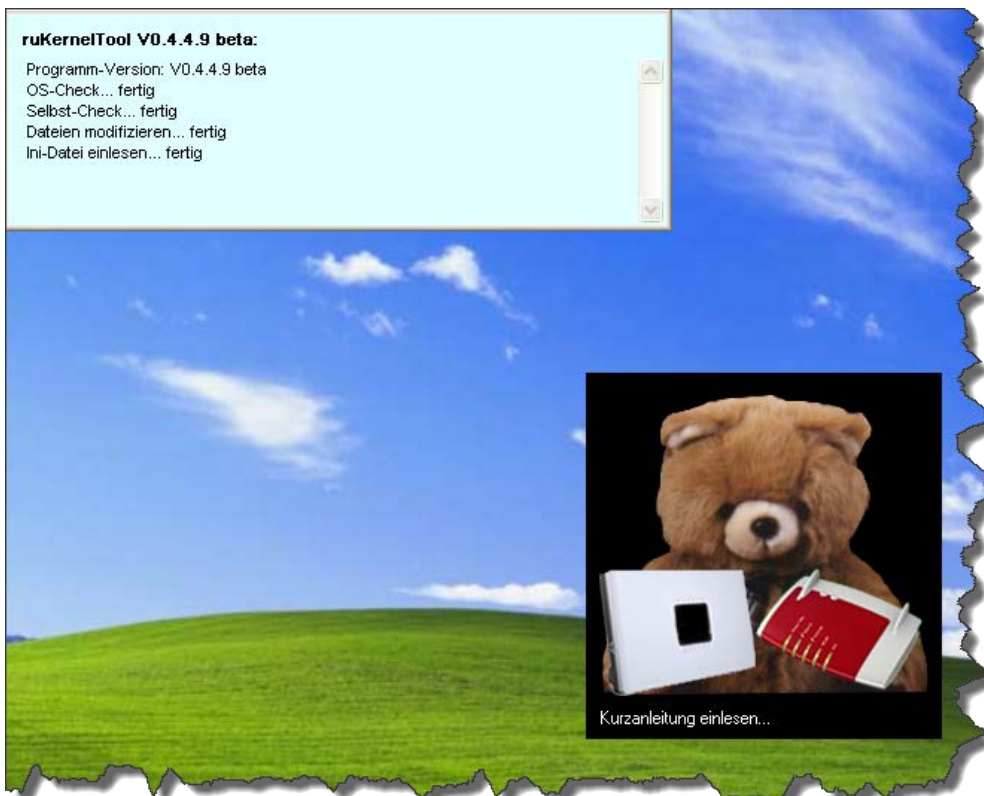 ruKernelTool V0.4.4.9 beta:
Programm-Version: V0.4.4.9 beta
OS-Check... fertig
Selbst-Check... fertig
Dateien modifizieren... fertig
Ini-Datei einlesen... fertig
Kurzanleitung einlesen...